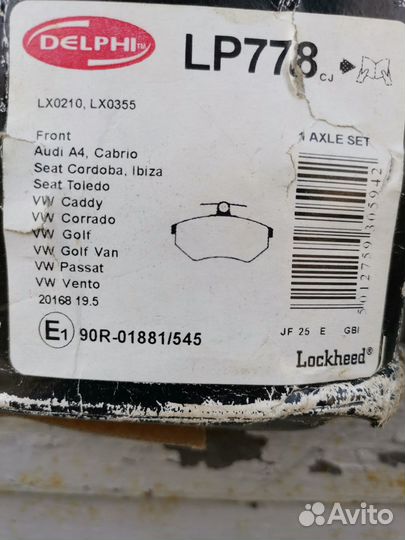 DELPHI™
LP778 CJ
LX0210, LX0355
Front
Audi A4, Cabrio
Seat Cordoba, Ibiza
Seat Toledo
VW Caddy
VW Corrado
VW Golf
VW Golf Van
VW Passat
VW Vento
20168 19.5
E1 90R-01881/545
1 AXLE SET
5012759305942
JF 25 E GBI
Lockheed®
Avito